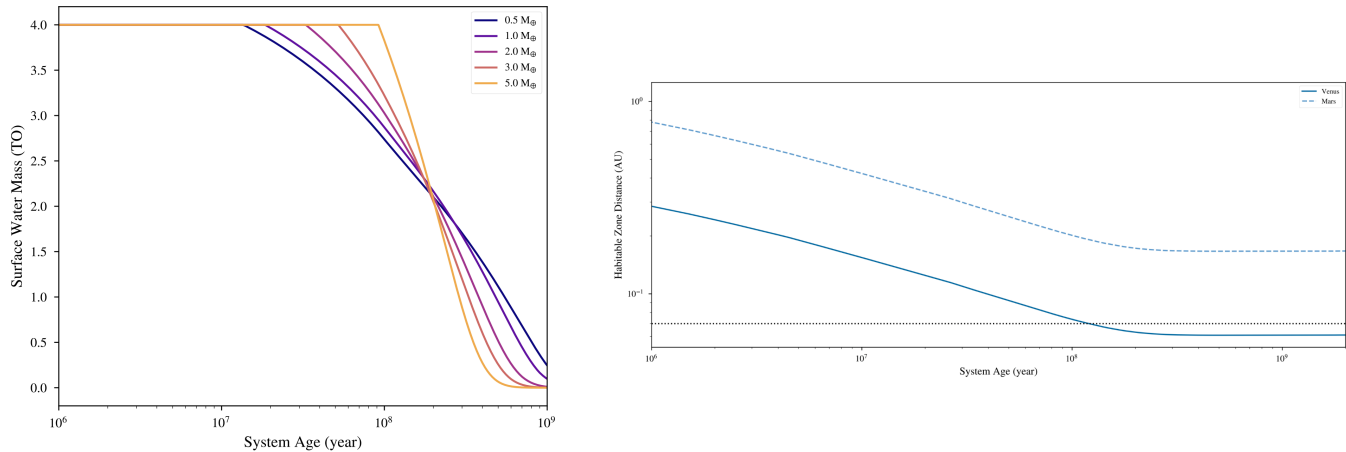 4.0
3.5
3.0
2.5
2.0
1.5
1.0
0.5
0.0
Surface Water Mass (TO)
0.5 M⊕
1.0 M⊕
2.0 M⊕
3.0 M⊕
5.0 M⊕
10⁶
10⁷
10⁸
10⁹
System Age (year)
10⁰
10⁻¹
Habitable Zone Distance (AU)
Venus
Mars
10⁶
10⁷
10⁸
10⁹
System Age (year)